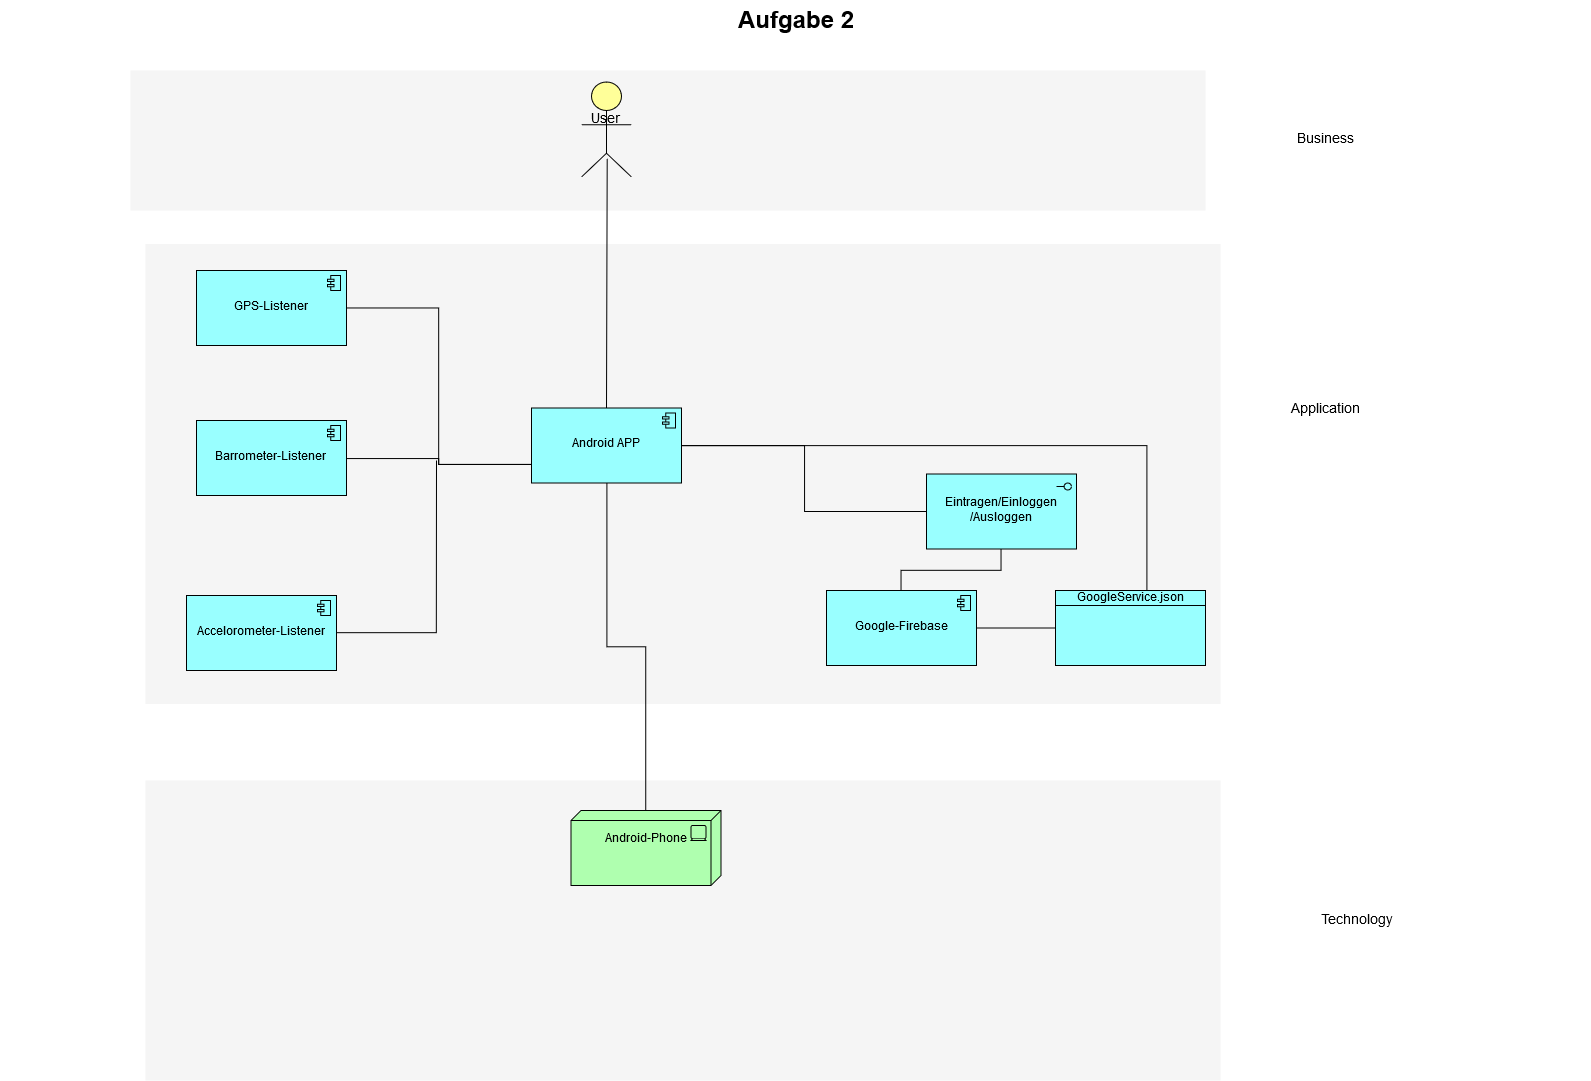 Aufgabe 2
User
Business
GPS-Listener
Application
Android APP
Barrometer-Listener
Eintragen/Einloggen
/Ausloggen
GoogleService.json
Google-Firebase
Accelorometer-Listener
Android-Phone
Technology